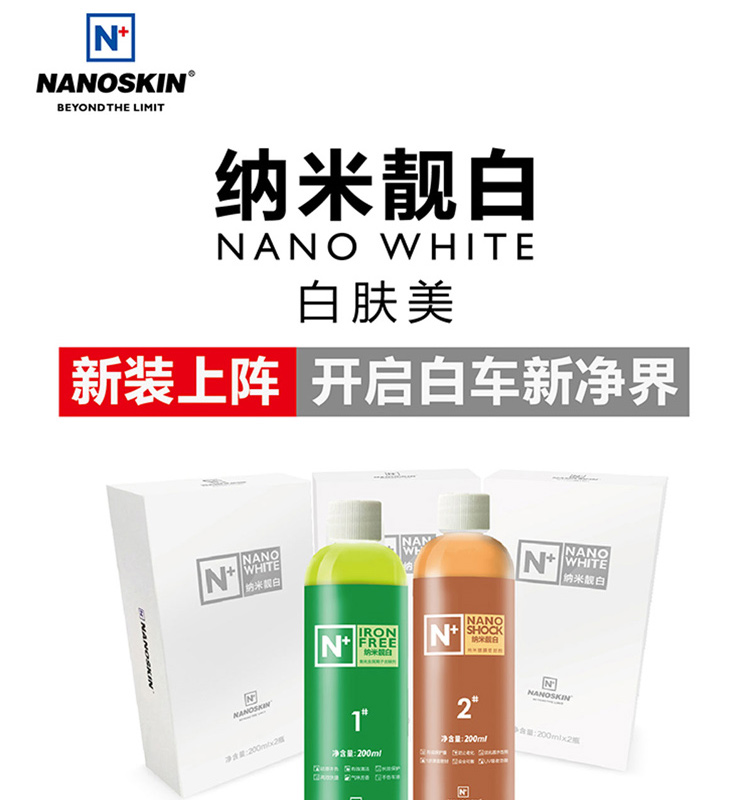 N+
NANOSKIN®
BEYOND THE LIMIT
纳米靓白
NANO WHITE
白肤美
新装上阵 开启白车新净界
N+ NANO WHITE
纳米靓白
NANOSKIN
NANOSKIN
BEYOND THE LIMIT
净含量:200ml×2瓶
N+ IRON FREE
纳米靓白
1#
净含量:200ml
N+ NANO SHOCK
纳米靓白
2#
净含量:200ml
N+ NANO WHITE
纳米靓白
NANOSKIN
BEYOND THE LIMIT
净含量:200ml×2瓶